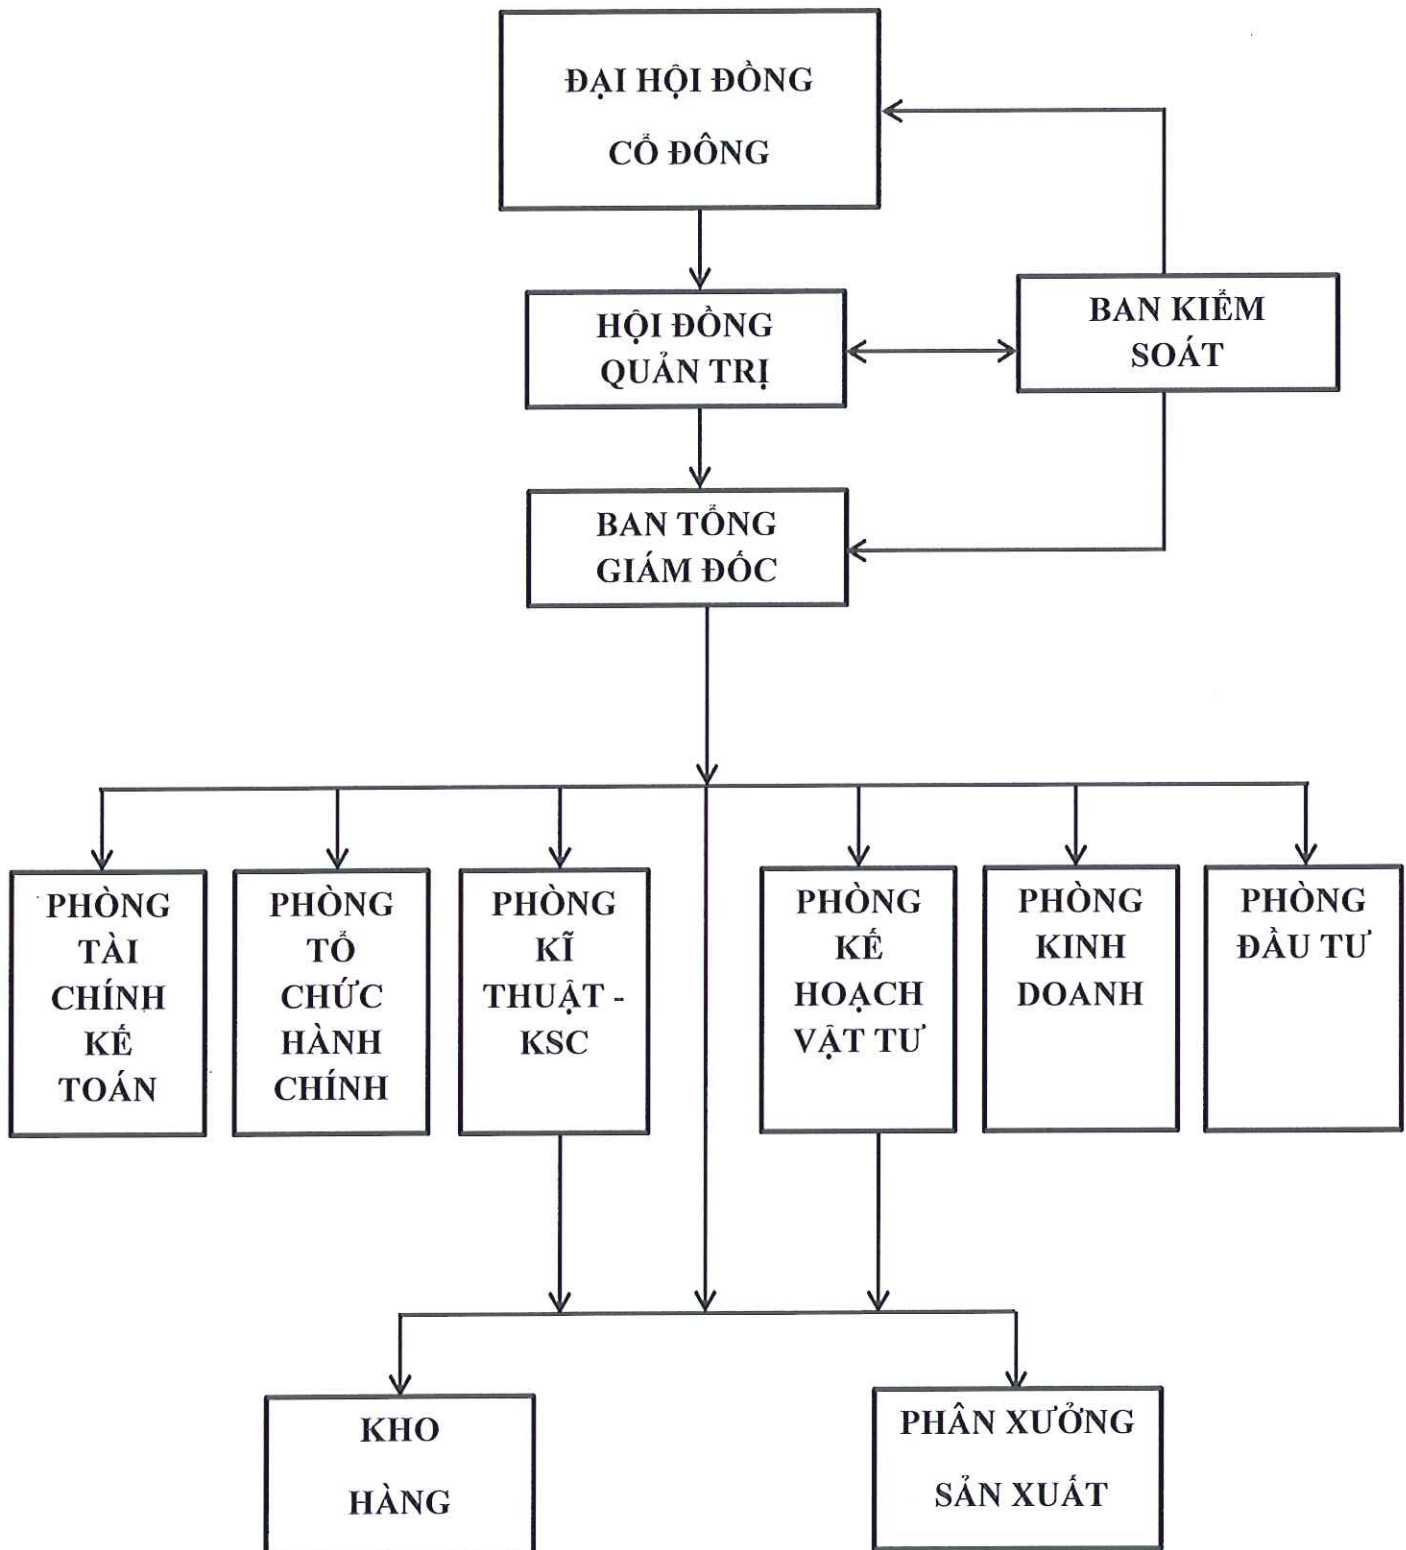 ĐẠI HỘI ĐỒNG
CỔ ĐÔNG
HỘI ĐỒNG
QUẢN TRỊ
BAN KIỂM
SOÁT
BAN TỔNG
GIÁM ĐỐC
PHÒNG
TÀI
CHÍNH
KẾ
TOÁN
PHÒNG
TỔ
CHỨC
HÀNH
CHÍNH
PHÒNG
KĨ
THUẬT -
KSC
PHÒNG
KẾ
HOẠCH
VẬT TƯ
PHÒNG
KINH
DOANH
PHÒNG
ĐẦU TƯ
KHO
HÀNG
PHÂN XƯỞNG
SẢN XUẤT